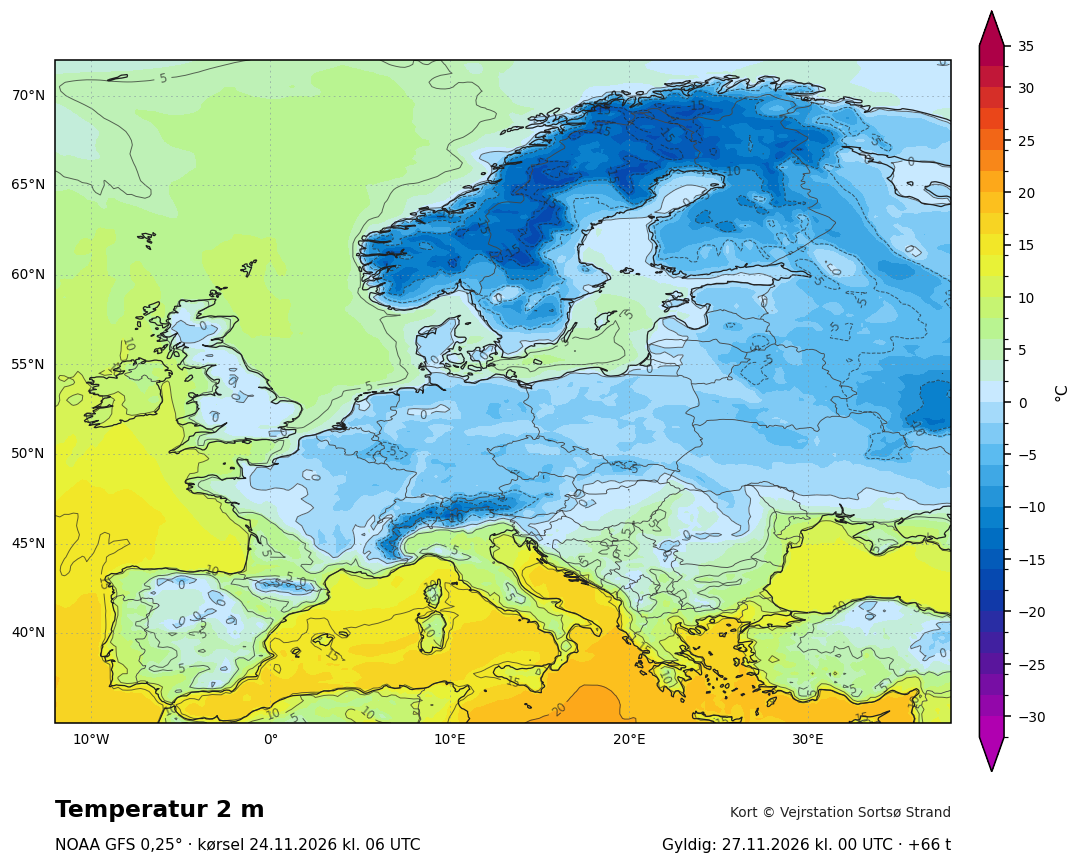 70°N
65°N
60°N
55°N
50°N
45°N
40°N
10°W
0°
10°E
20°E
30°E
35
30
25
20
15
10
5
0
−5
−10
−15
−20
−25
−30
°C
Temperatur 2 m
Kort © Vejrstation Sortsø Strand
NOAA GFS 0,25° · kørsel 24.11.2026 kl. 06 UTC
Gyldig: 27.11.2026 kl. 00 UTC · +66 t